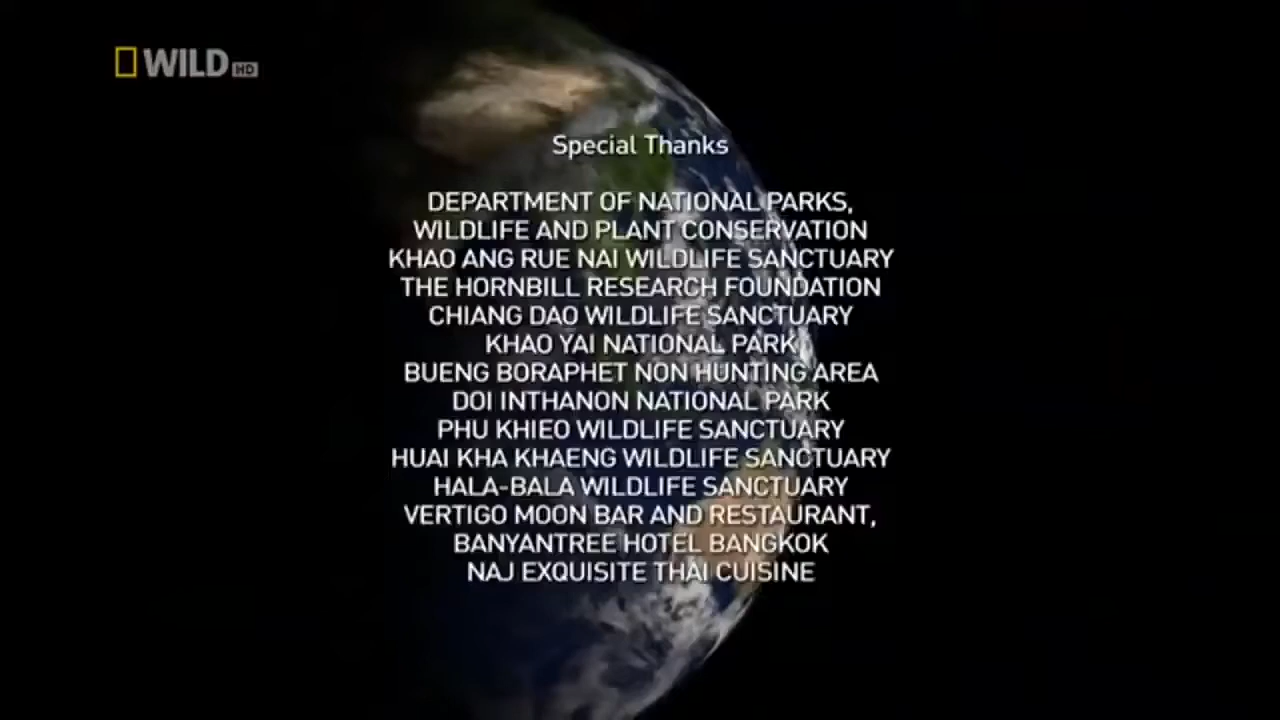 WILD HD
Special Thanks
DEPARTMENT OF NATIONAL PARKS,
WILDLIFE AND PLANT CONSERVATION
KHAO ANG RUE NAI WILDLIFE SANCTUARY
THE HORNBILL RESEARCH FOUNDATION
CHIANG DAO WILDLIFE SANCTUARY
KHAO YAI NATIONAL PARK
BUENG BORAPHET NON HUNTING AREA
DOI INTHANON NATIONAL PARK
PHU KHIEO WILDLIFE SANCTUARY
HUAI KHA KHAENG WILDLIFE SANCTUARY
HALA-BALA WILDLIFE SANCTUARY
VERTIGO MOON BAR AND RESTAURANT,
BANYANTREE HOTEL BANGKOK
NAJ EXQUISITE THAI CUISINE